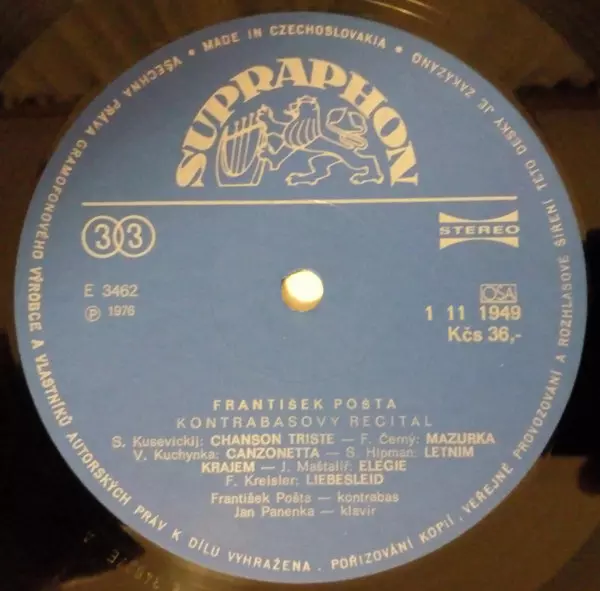 VŠECHNA PRÁVA GRAMOFONOVÉHO VÝROBCE A VLASTNÍKŮ AUTORSKÝCH PRÁV K DÍLU VYHRAŽENA. POŘIZOVÁNÍ KOPIÍ, VEŘEJNÉ PROVOZOVÁNÍ A ROZHLASOVÉ ŠÍŘENÍ TÉTO DESKY JE ZAKÁZÁNO • MADE IN CZECHOSLOVAKIA •
SUPRAPHON
33
STEREO
E 3462
OSA
℗ 1976
1 11 1949
Kčs 36,-
FRANTIŠEK POŠTA
KONTRABASOVÝ RECITAL
S. Kusevickij: CHANSON TRISTE — F. Černý: MAZURKA
V. Kuchynka: CANZONETTA — S. Hipman: LETNÍM
KRAJEM — J. Maštalíř: ELEGIE
F. Kreisler: LIEBESLEID
František Pošta — kontrabas
Jan Panenka — klavír